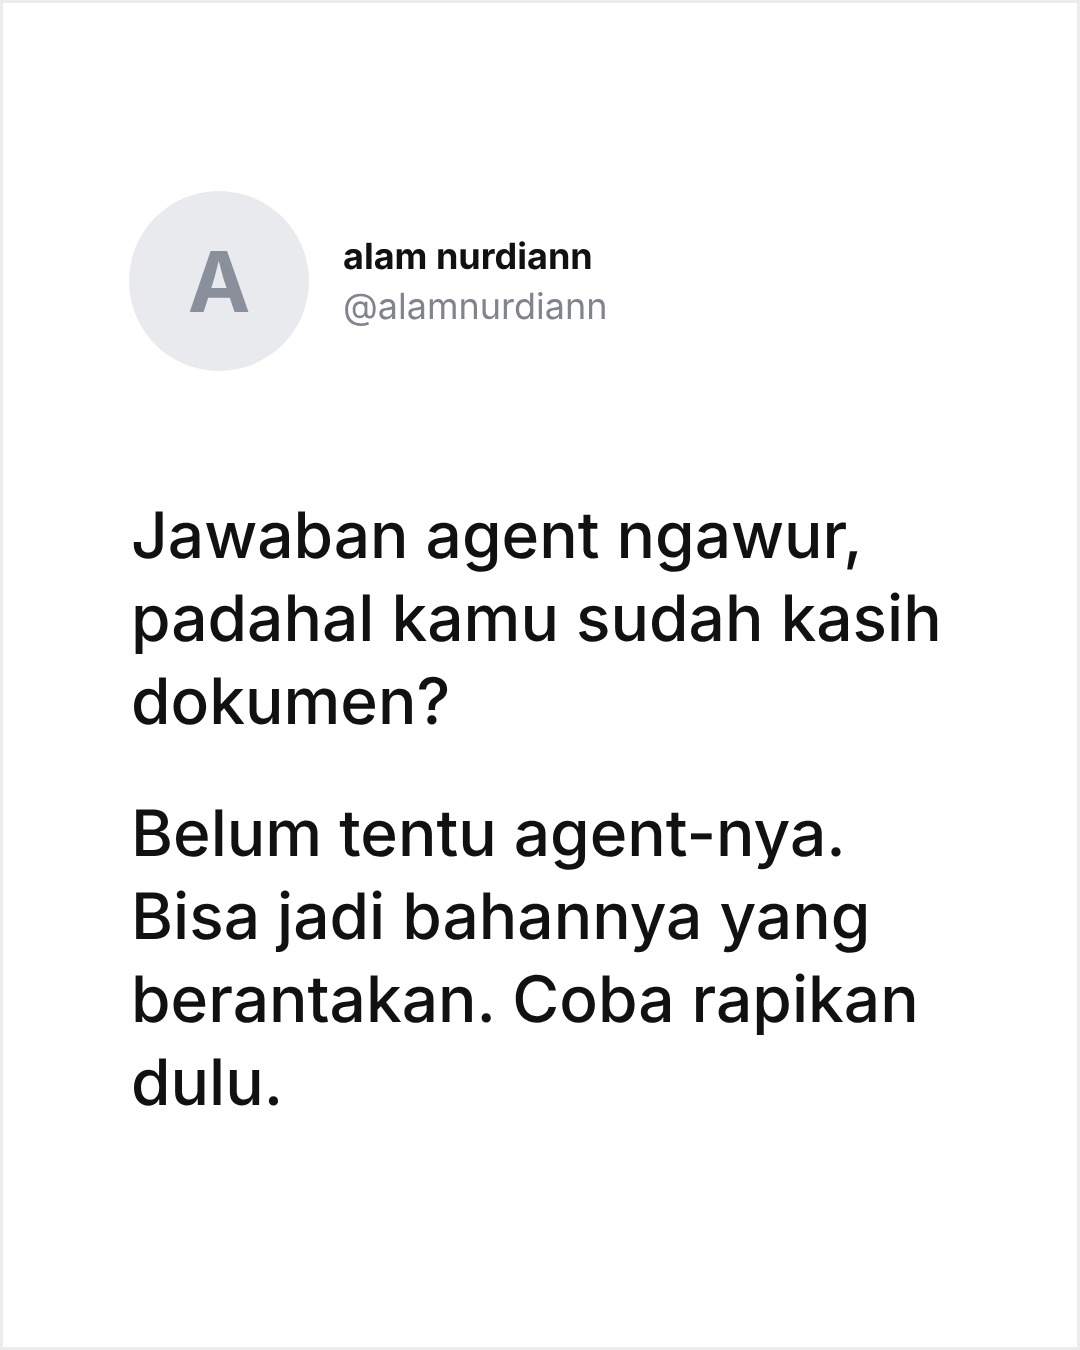 A
alam nurdiann
@alamnurdiann
Jawaban agent ngawur,
padahal kamu sudah kasih
dokumen?
Belum tentu agent-nya.
Bisa jadi bahannya yang
berantakan. Coba rapikan
dulu.